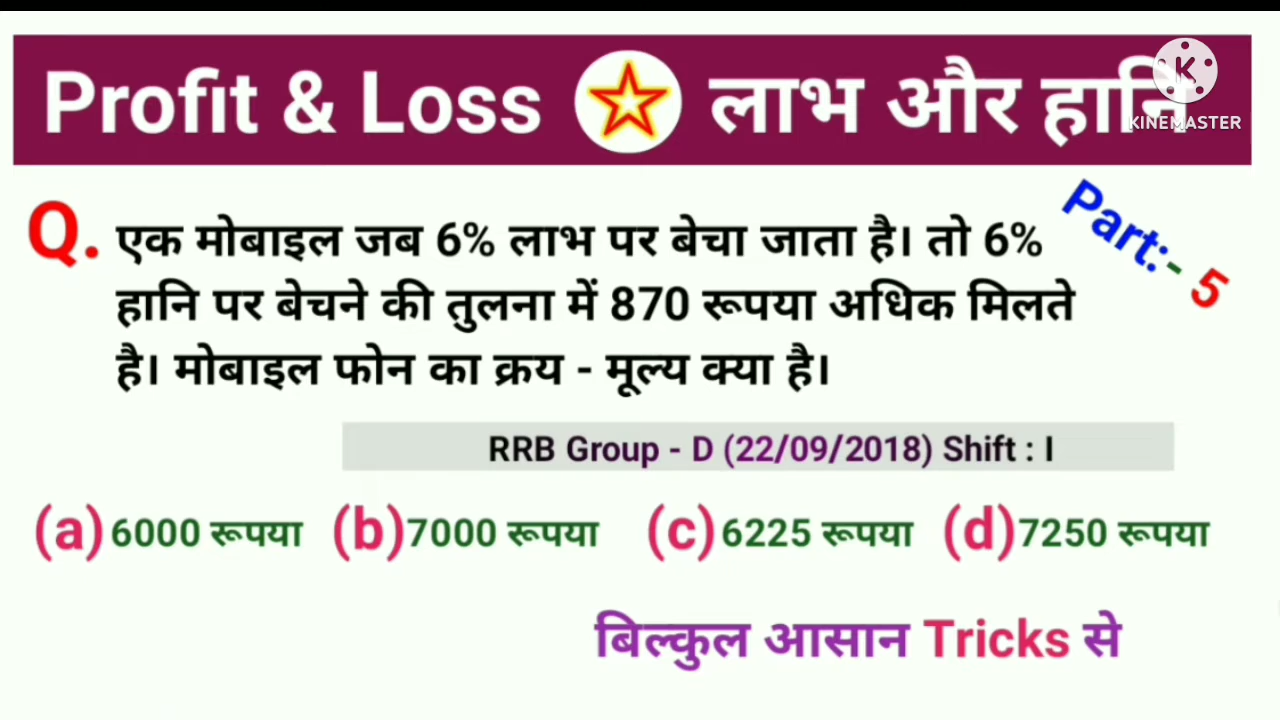 Profit & Loss लाभ और हानि
KINEMASTER
Part:- 5
Q. एक मोबाइल जब 6% लाभ पर बेचा जाता है। तो 6%
हानि पर बेचने की तुलना में 870 रूपया अधिक मिलते
है। मोबाइल फोन का क्रय - मूल्य क्या है।
RRB Group - D (22/09/2018) Shift : I
(a) 6000 रूपया (b) 7000 रूपया (c) 6225 रूपया (d) 7250 रूपया
बिल्कुल आसान Tricks से